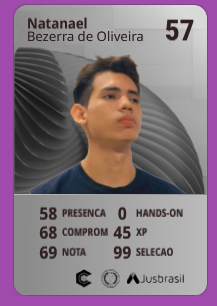 Natanael
Bezerra de Oliveira
57
58 PRESENCA 0 HANDS-ON
68 COMPROM 45 XP
69 NOTA 99 SELECAO
Jusbrasil